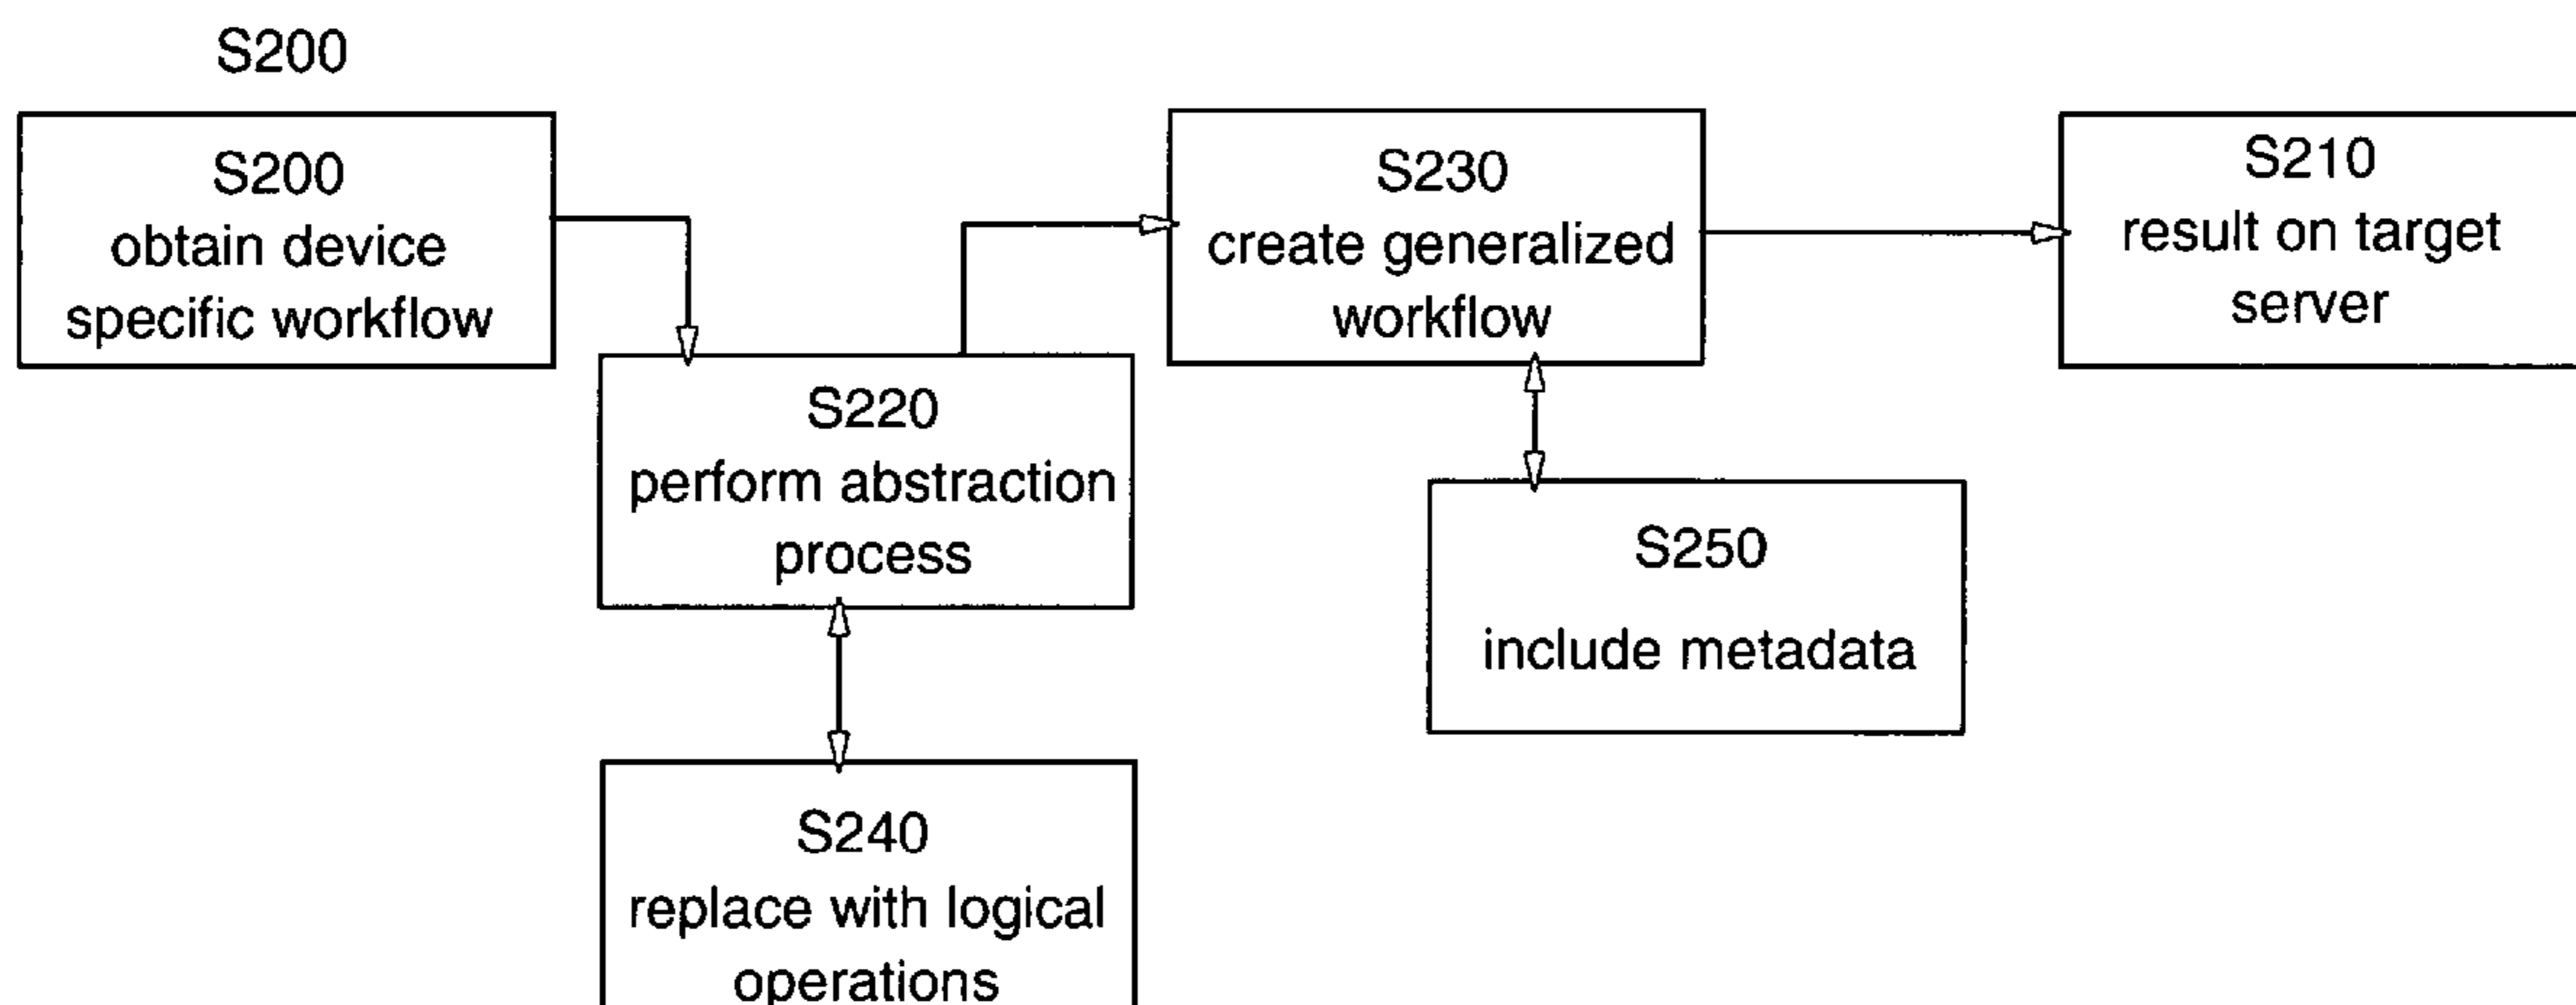 S200
S200
obtain device
specific workflow
S220
perform abstraction
process
S240
replace with logical
operations
S230
create generalized
workflow
S250
include metadata
S210
result on target
server